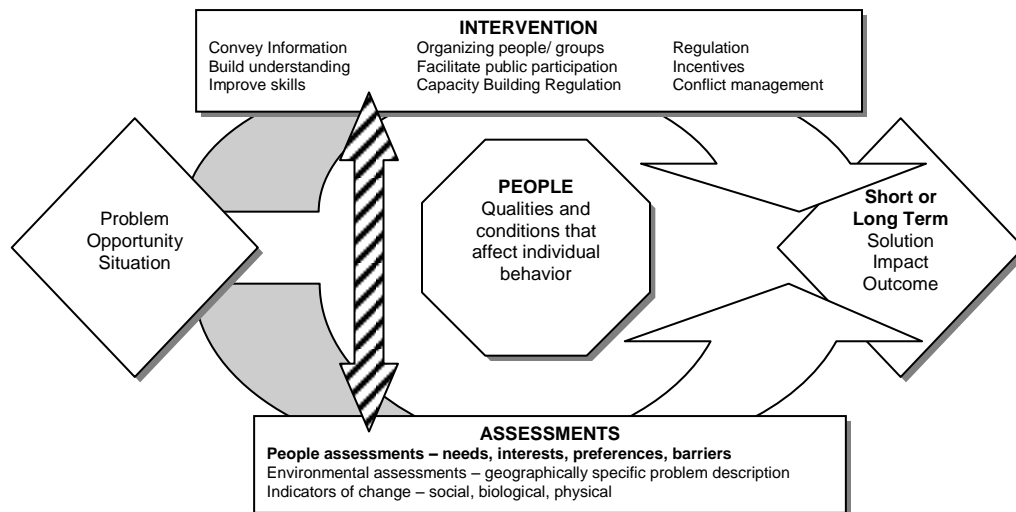 INTERVENTION
Convey Information
Build understanding
Improve skills
Organizing people/ groups
Facilitate public participation
Capacity Building Regulation
Regulation
Incentives
Conflict management
Problem
Opportunity
Situation
PEOPLE
Qualities and
conditions that
affect individual
behavior
Short or
Long Term
Solution
Impact
Outcome
ASSESSMENTS
People assessments – needs, interests, preferences, barriers
Environmental assessments – geographically specific problem description
Indicators of change – social, biological, physical